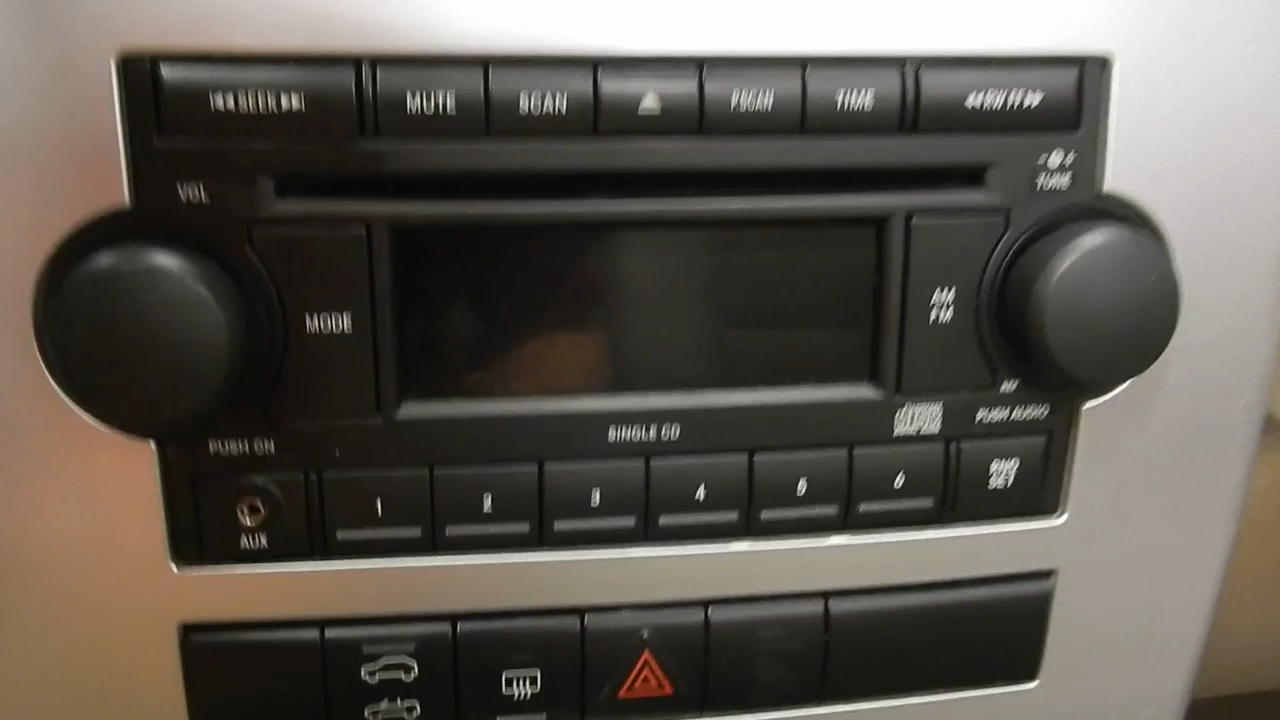 SEEK
MUTE
SCAN
P.SCAN
TIME
RW FF
VOL
TUNE
MODE
AM
FM
PUSH ON
SINGLE CD
PUSH AUDIO
AUX
1
2
3
4
5
6
RND
SET